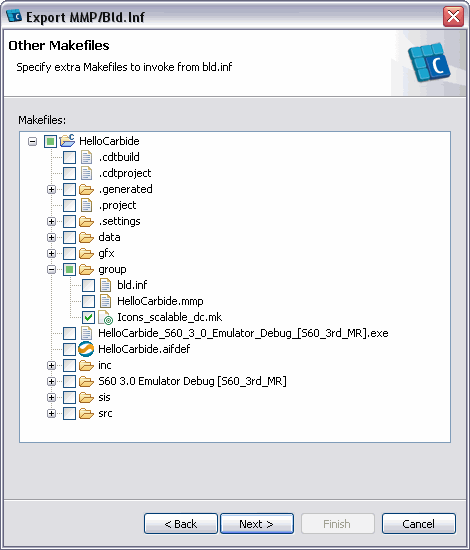 Export MMP/Bld.Inf
Other Makefiles
Specify extra Makefiles to invoke from bld.inf
Makefiles:
HelloCarbide
.cdtbuild
.cdtproject
.generated
.project
.settings
data
gfx
group
bld.inf
HelloCarbide.mmp
Icons_scalable_dc.mk
HelloCarbide_S60_3_0_Emulator_Debug_[S60_3rd_MR].exe
HelloCarbide.aifdef
inc
S60 3.0 Emulator Debug [S60_3rd_MR]
sis
src
< Back Next > Finish Cancel